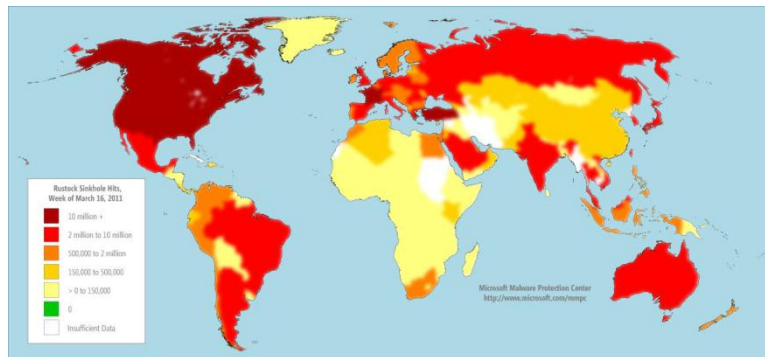 Rustock Sinkhole Hits,
Week of March 16, 2011
10 million +
2 million to 10 million
500,000 to 2 million
150,000 to 500,000
> 0 to 150,000
0
Insufficient Data
Microsoft Malware Protection Center
http://www.microsoft.com/mmpc